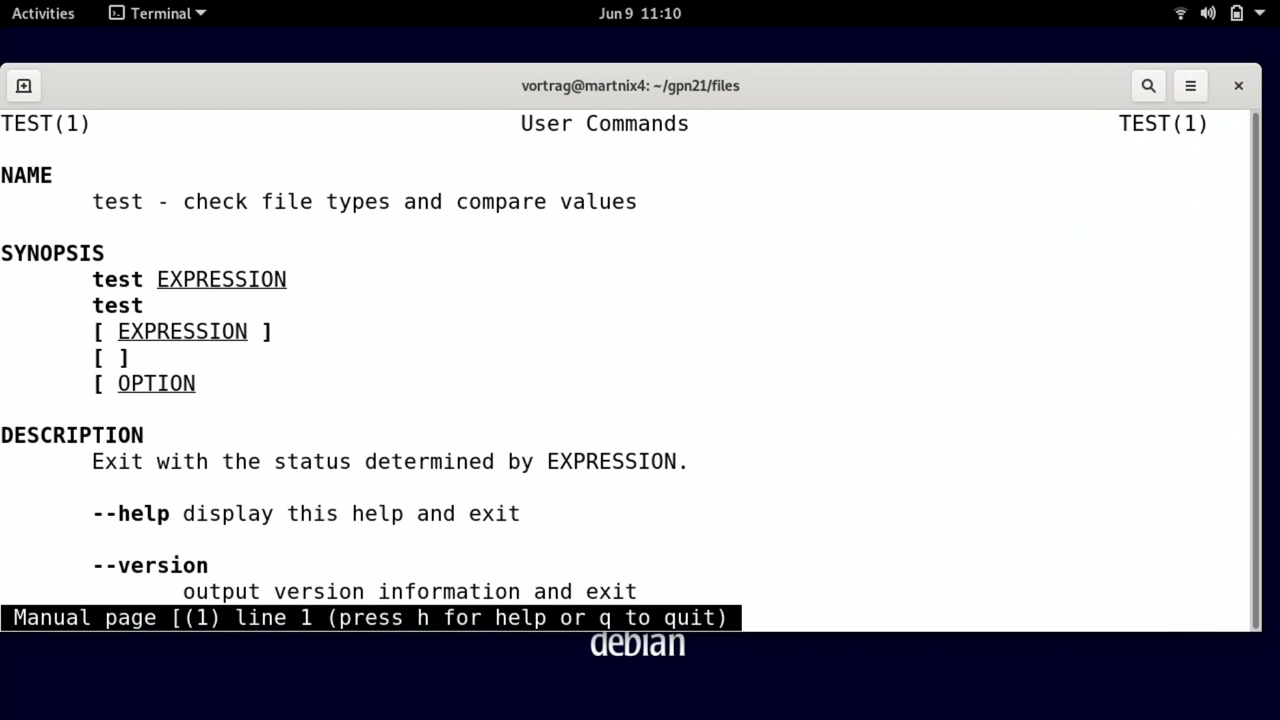 Activities Terminal Jun 9 11:10
vortrag@martnix4: ~/gpn21/files
TEST(1) User Commands TEST(1)
NAME
test - check file types and compare values
SYNOPSIS
test EXPRESSION
test
[ EXPRESSION ]
[ ]
[ OPTION
DESCRIPTION
Exit with the status determined by EXPRESSION.
--help display this help and exit
--version
output version information and exit
Manual page [(1) line 1 (press h for help or q to quit)
debian